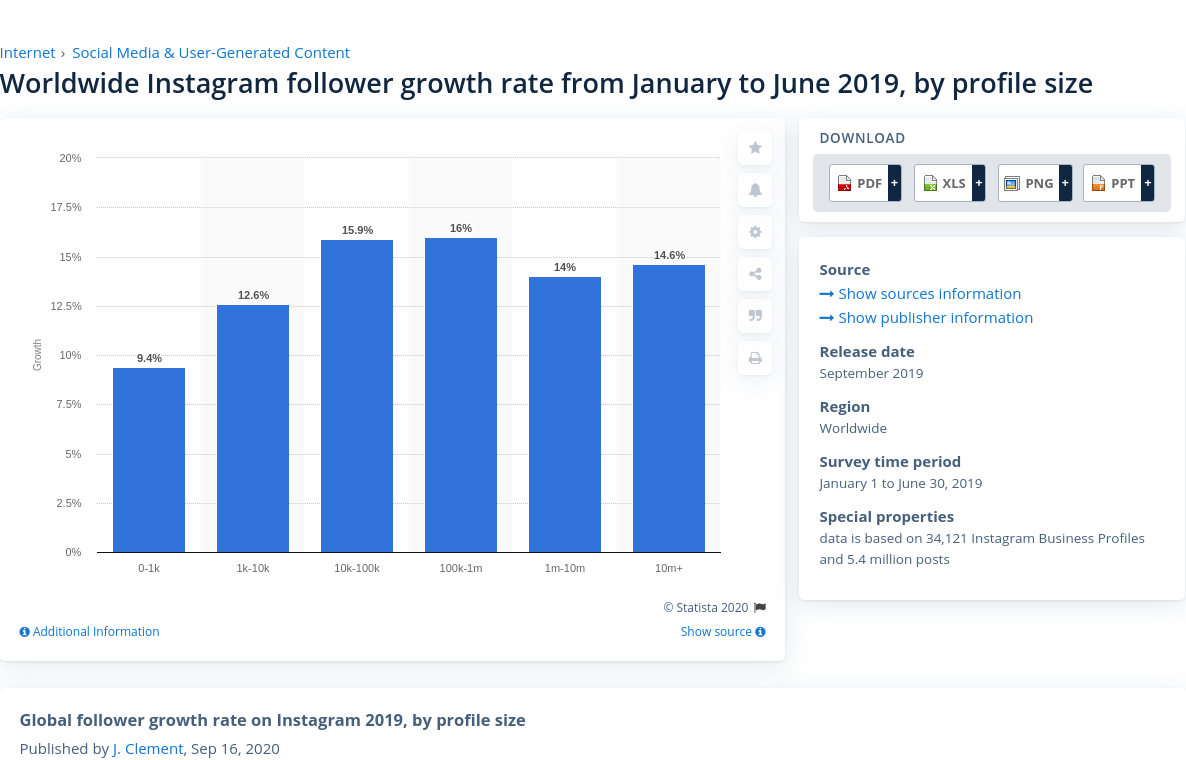 Internet › Social Media & User-Generated Content
Worldwide Instagram follower growth rate from January to June 2019, by profile size
20%
17.5%
15%
12.5%
10%
7.5%
5%
2.5%
0%
Growth
9.4%
12.6%
15.9%
16%
14%
14.6%
0-1k
1k-10k
10k-100k
100k-1m
1m-10m
10m+
© Statista 2020
Additional Information
Show source
DOWNLOAD
PDF +
XLS +
PNG +
PPT +
Source
Show sources information
Show publisher information
Release date
September 2019
Region
Worldwide
Survey time period
January 1 to June 30, 2019
Special properties
data is based on 34,121 Instagram Business Profiles
and 5.4 million posts
Global follower growth rate on Instagram 2019, by profile size
Published by J. Clement, Sep 16, 2020